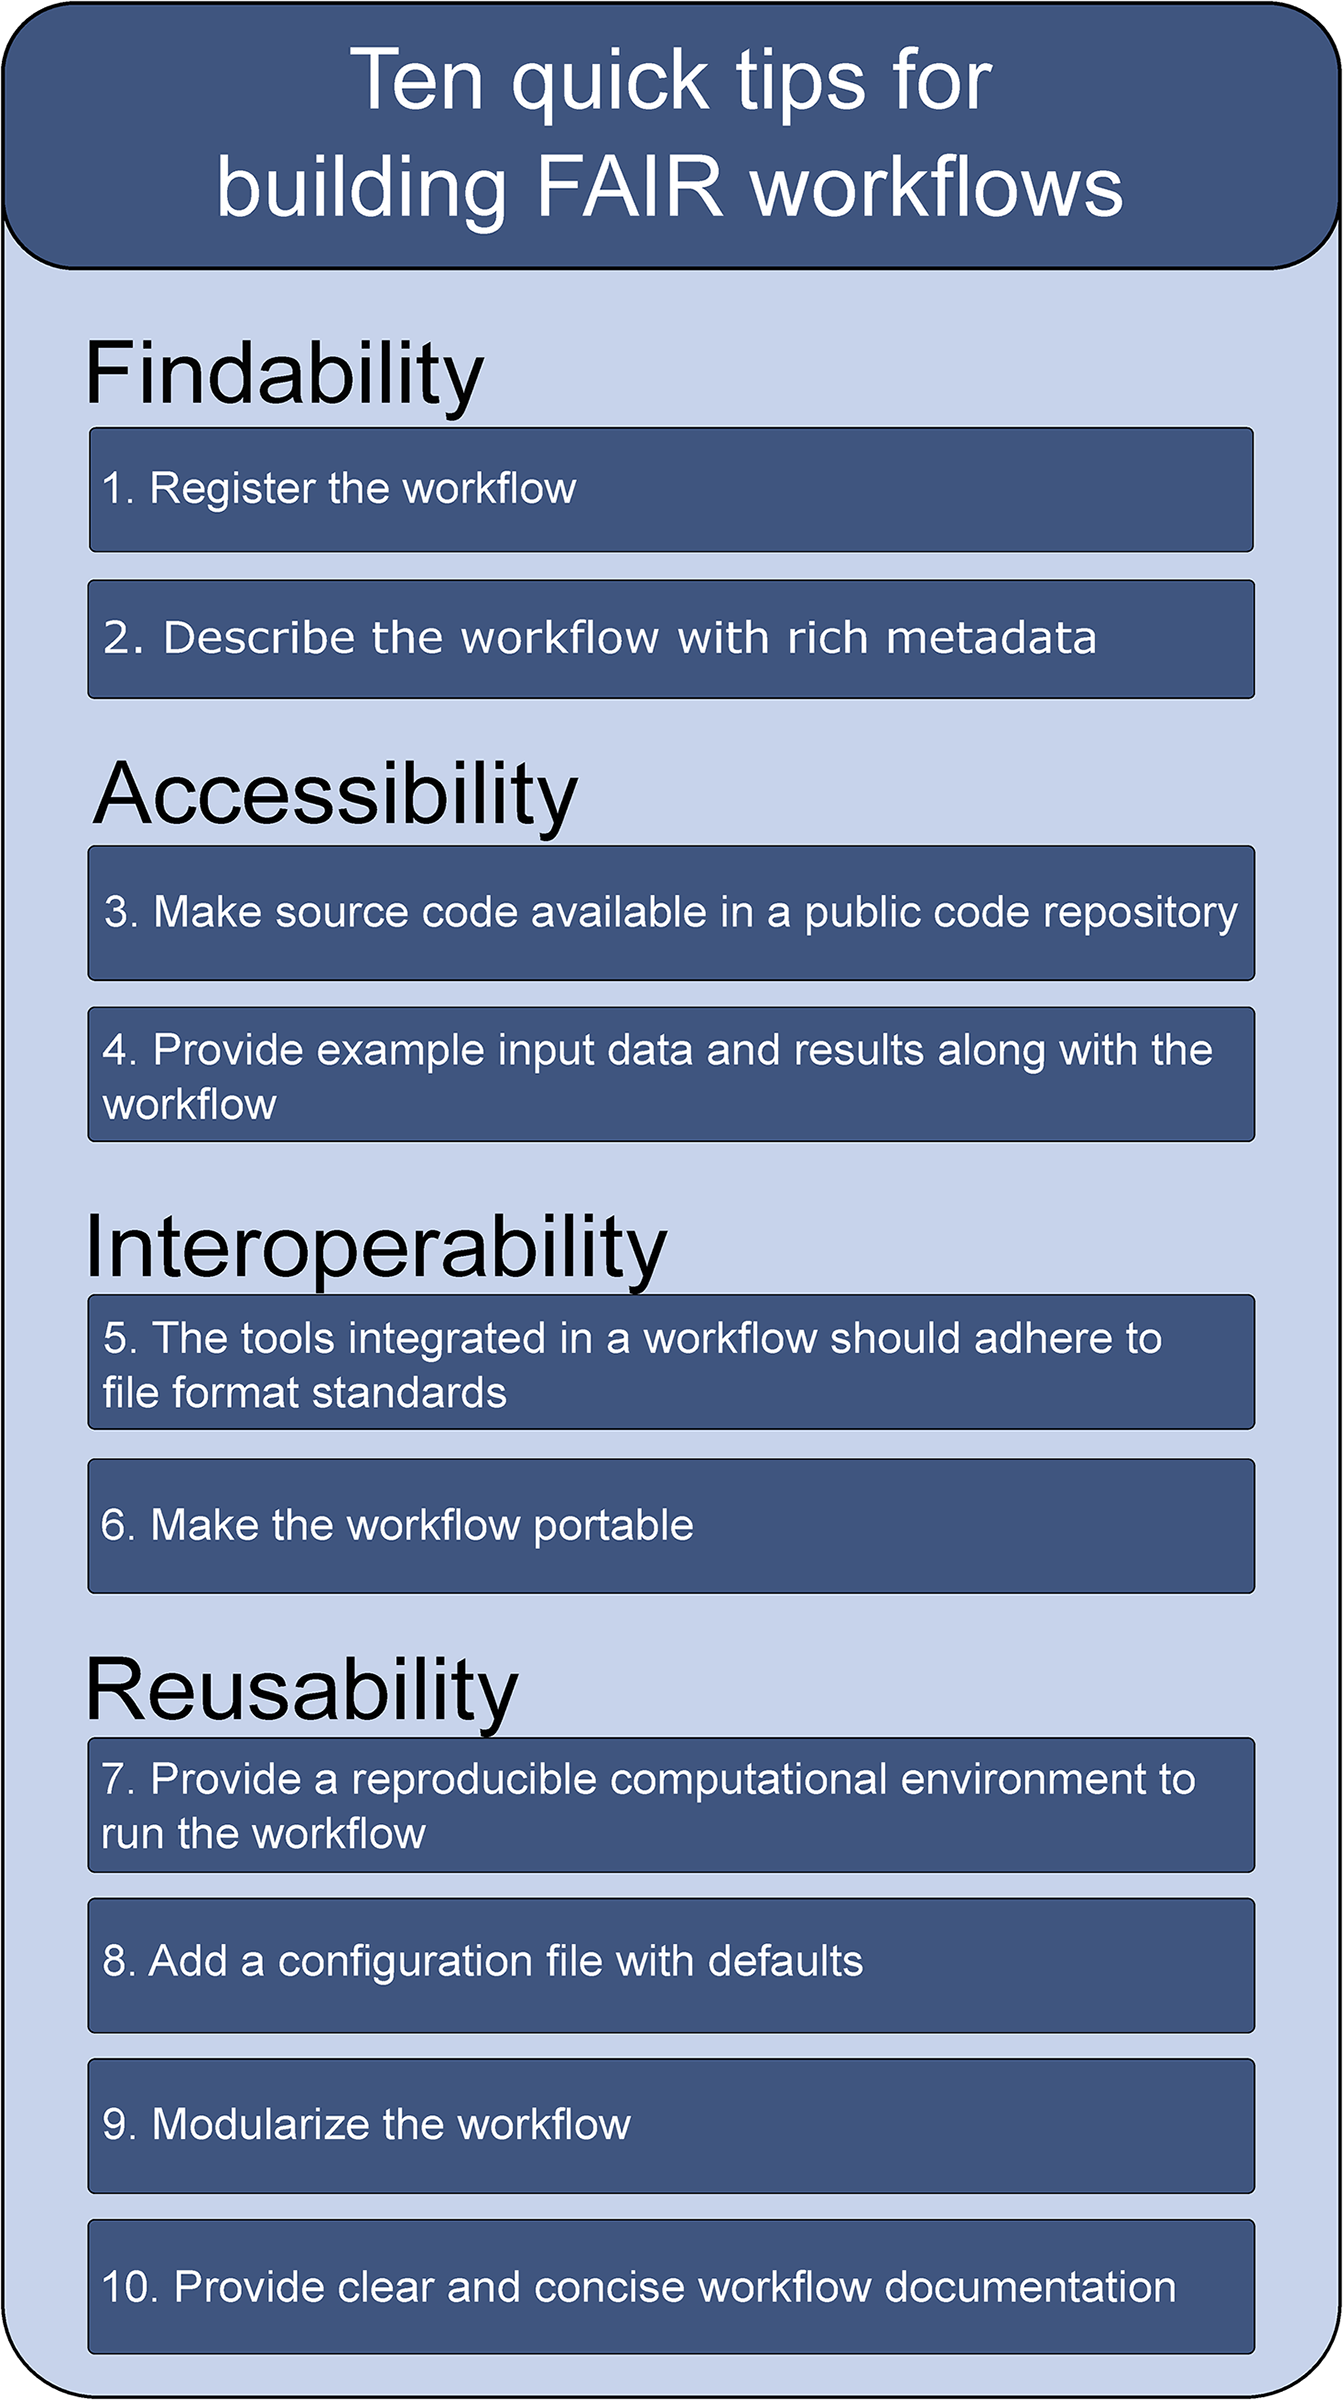 Ten quick tips for
building FAIR workflows
Findability
1. Register the workflow
2. Describe the workflow with rich metadata
Accessibility
3. Make source code available in a public code repository
4. Provide example input data and results along with the
workflow
Interoperability
5. The tools integrated in a workflow should adhere to
file format standards
6. Make the workflow portable
Reusability
7. Provide a reproducible computational environment to
run the workflow
8. Add a configuration file with defaults
9. Modularize the workflow
10. Provide clear and concise workflow documentation